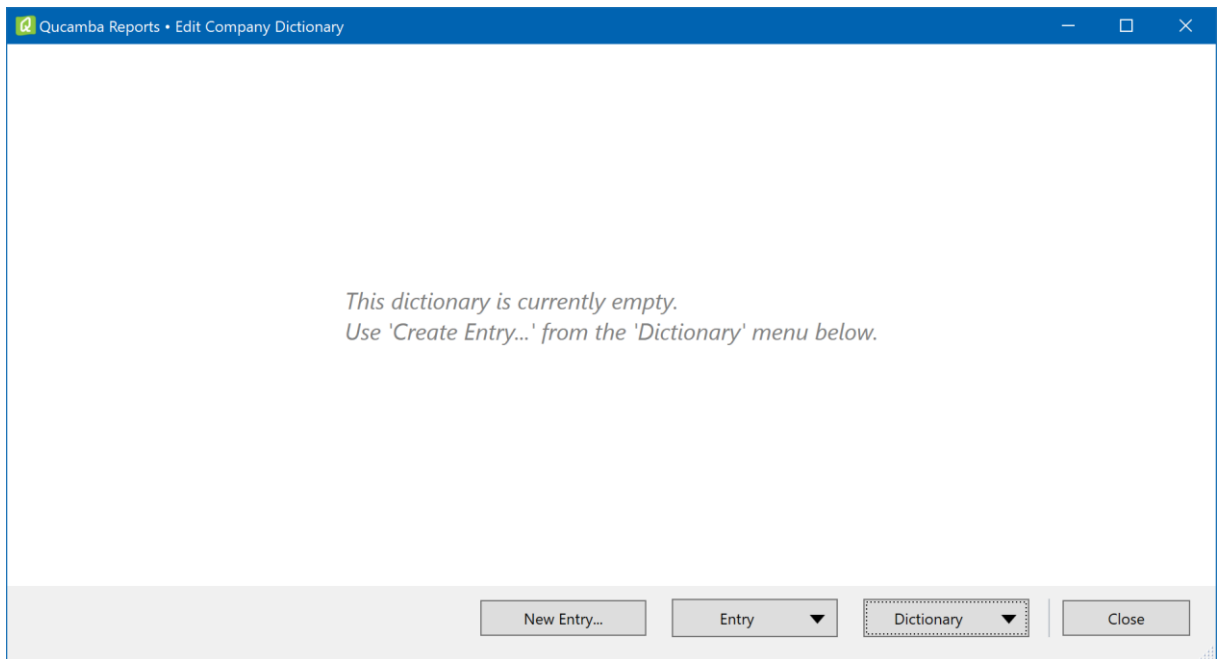 Qucamba Reports • Edit Company Dictionary
This dictionary is currently empty.
Use 'Create Entry...' from the 'Dictionary' menu below.
New Entry... Entry Dictionary Close